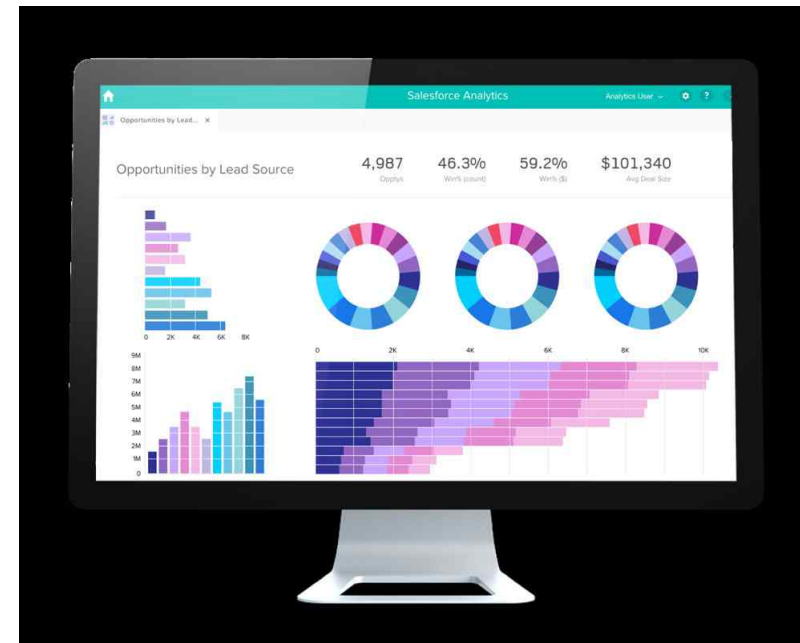 Salesforce Analytics
Analytics User
?
Opportunities by Lead... ×
Opportunities by Lead Source
4,987 46.3% 59.2% $101,340
Opptys Win% (count) Win% ($) Avg Deal Size
0 2K 4K 6K 8K
9M
8M
7M
6M
5M
4M
3M
2M
1M
0
0 2K 4K 6K 8K 10K